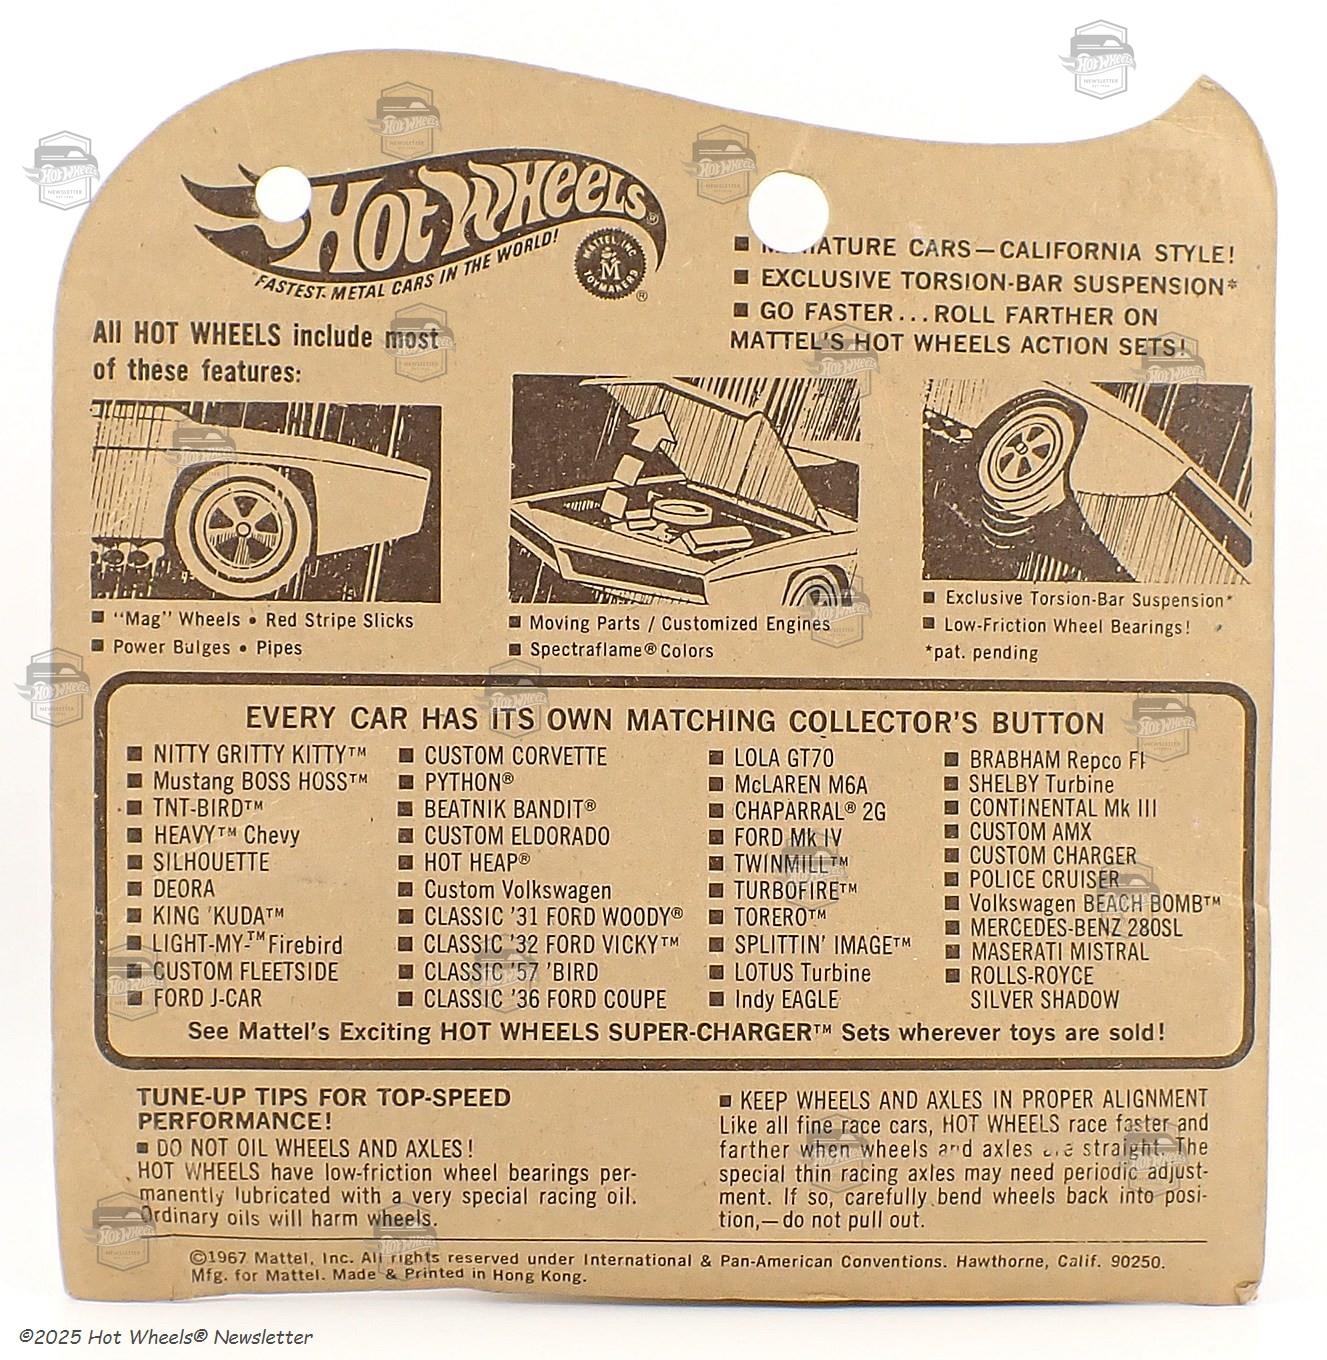 Hot Wheels®
FASTEST METAL CARS IN THE WORLD!
MATTEL, INC.
M
TOYMAKERS
®
■ CARS—CALIFORNIA STYLE!
■ EXCLUSIVE TORSION-BAR SUSPENSION*
■ GO FASTER...ROLL FARTHER ON
MATTEL'S HOT WHEELS ACTION SETS!
All HOT WHEELS include most
of these features:
■ "Mag" Wheels • Red Stripe Slicks
■ Power Bulges • Pipes
■ Moving Parts / Customized Engines
■ Spectraflame® Colors
■ Exclusive Torsion-Bar Suspension*
■ Low-Friction Wheel Bearings!
*pat. pending
EVERY CAR HAS ITS OWN MATCHING COLLECTOR'S BUTTON
■ NITTY GRITTY KITTY™
■ Mustang BOSS HOSS™
■ TNT-BIRD™
■ HEAVY™ Chevy
■ SILHOUETTE
■ DEORA
■ KING 'KUDA™
■ LIGHT-MY-™Firebird
■ CUSTOM FLEETSIDE
■ FORD J-CAR
■ CUSTOM CORVETTE
■ PYTHON®
■ BEATNIK BANDIT®
■ CUSTOM ELDORADO
■ HOT HEAP®
■ Custom Volkswagen
■ CLASSIC '31 FORD WOODY®
■ CLASSIC '32 FORD VICKY™
■ CLASSIC '57 'BIRD
■ CLASSIC '36 FORD COUPE
■ LOLA GT70
■ McLAREN M6A
■ CHAPARRAL® 2G
■ FORD Mk IV
■ TWINMILL™
■ TURBOFIRE™
■ TORERO™
■ SPLITTIN' IMAGE™
■ LOTUS Turbine
■ Indy EAGLE
■ BRABHAM Repco
■ SHELBY Turbine
■ CONTINENTAL Mk III
■ CUSTOM AMX
■ CUSTOM CHARGER
■ POLICE CRUISER
■ Volkswagen BEACH BOMB™
■ MERCEDES-BENZ 280SL
■ MASERATI MISTRAL
■ ROLLS-ROYCE
SILVER SHADOW
See Mattel's Exciting HOT WHEELS SUPER-CHARGER™ Sets wherever toys are sold!
TUNE-UP TIPS FOR TOP-SPEED
PERFORMANCE!
■ DO NOT OIL WHEELS AND AXLES!
HOT WHEELS have low-friction wheel bearings per-
manently lubricated with a very special racing oil.
Ordinary oils will harm wheels.
■ KEEP WHEELS AND AXLES IN PROPER ALIGNMENT
Like all fine race cars, HOT WHEELS race faster and
farther when wheels and axles are straight. The
special thin racing axles may need periodic adjust-
ment. If so, carefully bend wheels back into posi-
tion,—do not pull out.
©1967 Mattel, Inc. All rights reserved under International & Pan-American Conventions. Hawthorne, Calif. 90250.
Mfg. for Mattel. Made & Printed in Hong Kong.
©2025 Hot Wheels® Newsletter